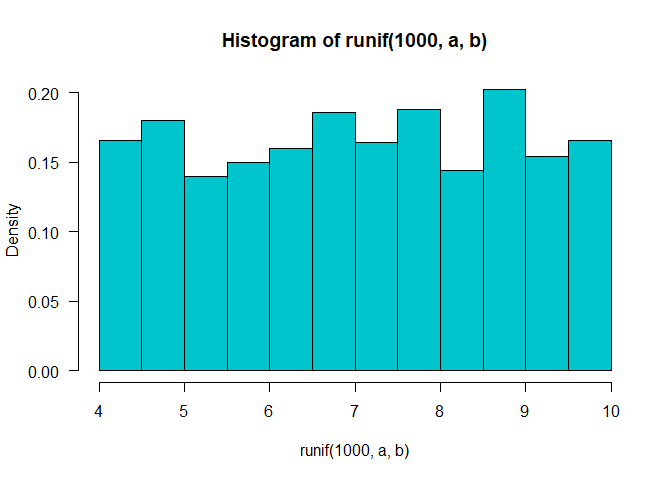 Histogram of runif(1000, a, b)
Density
0.20
0.15
0.10
0.05
0.00
4 5 6 7 8 9 10
runif(1000, a, b)